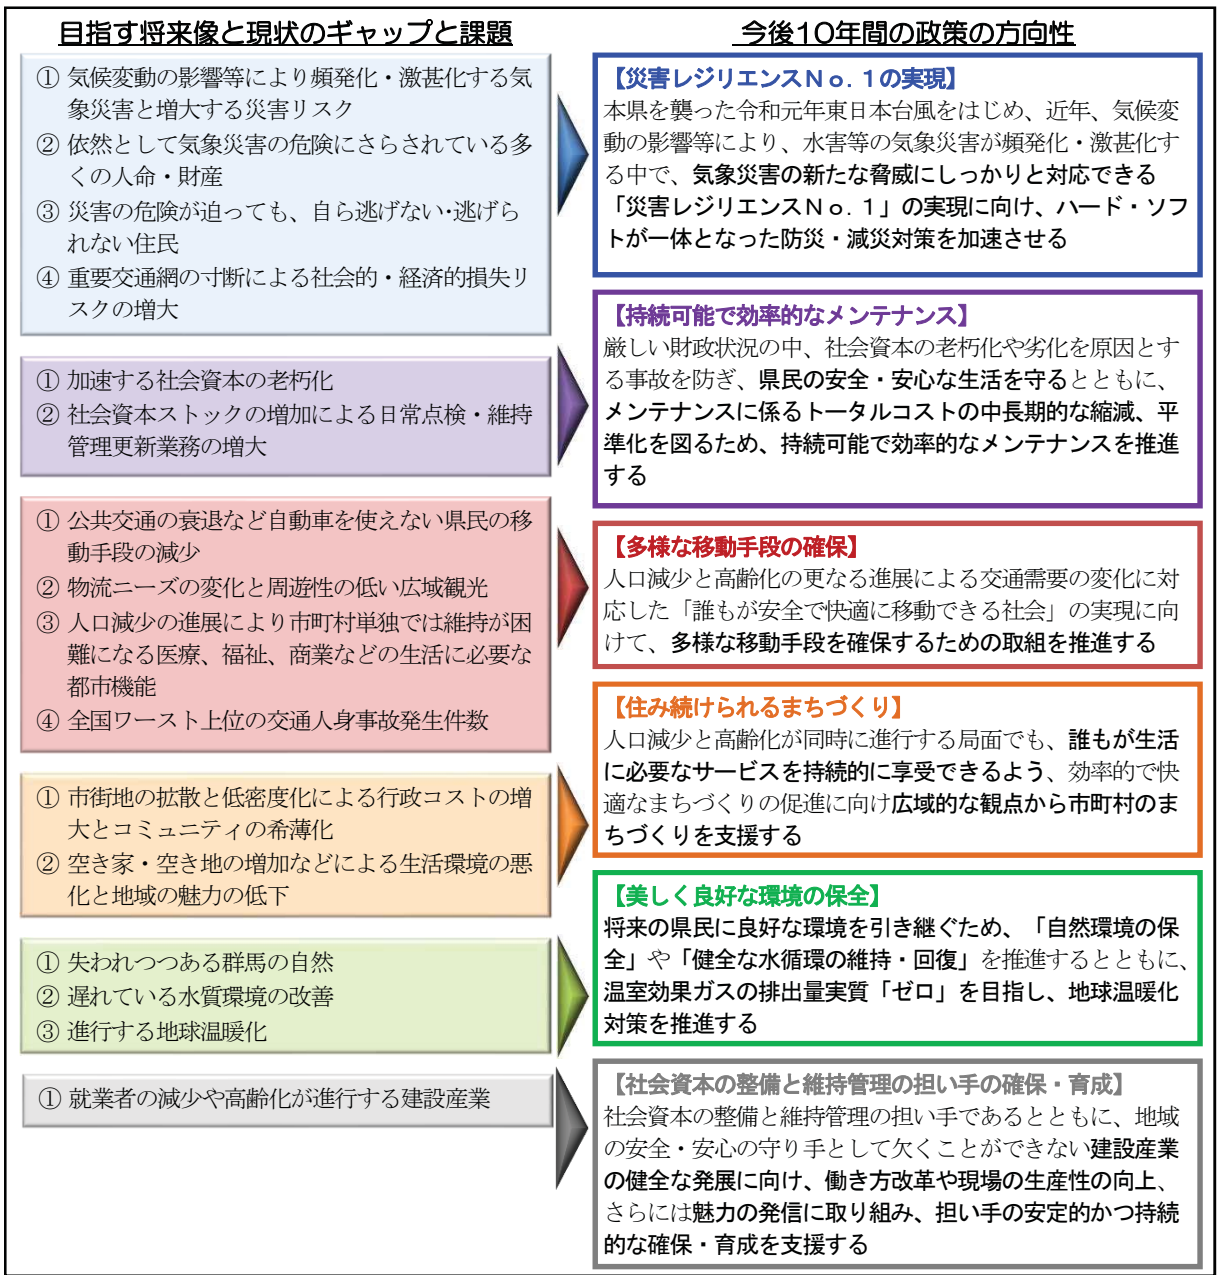 目指す将来像と現状のギャップと課題
① 気候変動の影響等により頻発化・激甚化する気
象災害と増大する災害リスク
② 依然として気象災害の危険にさらされている多
くの人命・財産
③ 災害の危険が迫っても、自ら逃げない・逃げら
れない住民
④ 重要交通網の寸断による社会的・経済的損失リ
スクの増大
① 加速する社会資本の老朽化
② 社会資本ストックの増加による日常点検・維持
管理更新業務の増大
① 公共交通の衰退など自動車を使えない県民の移
動手段の減少
② 物流ニーズの変化と周遊性の低い広域観光
③ 人口減少の進展により市町村単独では維持が困
難になる医療、福祉、商業などの生活に必要な
都市機能
④ 全国ワースト上位の交通人身事故発生件数
① 市街地の拡散と低密度化による行政コストの増
大とコミュニティの希薄化
② 空き家・空き地の増加などによる生活環境の悪
化と地域の魅力の低下
① 失われつつある群馬の自然
② 遅れている水質環境の改善
③ 進行する地球温暖化
① 就業者の減少や高齢化が進行する建設産業
今後10年間の政策の方向性
【災害レジリエンスNo.1の実現】
本県を襲った令和元年東日本台風をはじめ、近年、気候変
動の影響等により、水害等の気象災害が頻発化・激甚化す
る中で、気象災害の新たな脅威にしっかりと対応できる
「災害レジリエンスNo.1」の実現に向け、ハード・ソフ
トが一体となった防災・減災対策を加速させる
【持続可能で効率的なメンテナンス】
厳しい財政状況の中、社会資本の老朽化や劣化を原因とす
る事故を防ぎ、県民の安全・安心な生活を守るとともに、
メンテナンスに係るトータルコストの中長期的な縮減、平
準化を図るため、持続可能で効率的なメンテナンスを推進
する
【多様な移動手段の確保】
人口減少と高齢化の更なる進展による交通需要の変化に対
応した「誰もが安全で快適に移動できる社会」の実現に向
けて、多様な移動手段を確保するための取組を推進する
【住み続けられるまちづくり】
人口減少と高齢化が同時に進行する局面でも、誰もが生活
に必要なサービスを持続的に享受できるよう、効率的で快
適なまちづくりの促進に向け広域的な観点から市町村のま
ちづくりを支援する
【美しく良好な環境の保全】
将来の県民に良好な環境を引き継ぐため、「自然環境の保
全」や「健全な水循環の維持・回復」を推進するとともに、
温室効果ガスの排出量実質「ゼロ」を目指し、地球温暖化
対策を推進する
【社会資本の整備と維持管理の担い手の確保・育成】
社会資本の整備と維持管理の担い手であるとともに、地域
の安全・安心の守り手として欠くことができない建設産業
の健全な発展に向け、働き方改革や現場の生産性の向上、
さらには魅力の発信に取り組み、担い手の安定的かつ持続
的な確保・育成を支援する